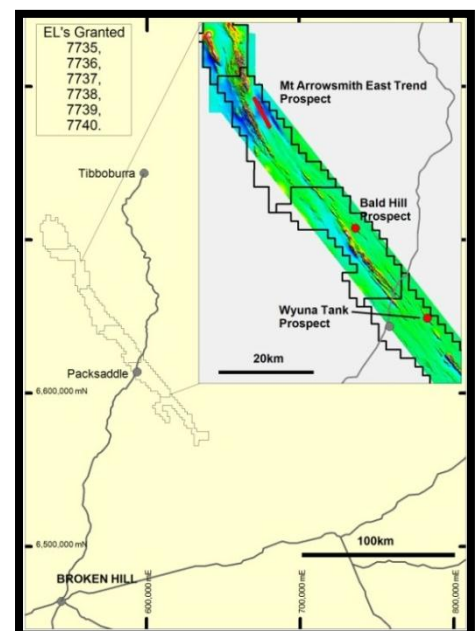 EL's Granted
7735,
7736,
7737,
7738,
7739,
7740.
Mt Arrowsmith East Trend
Prospect
Tibboburra
Bald Hill
Prospect
Wyuna Tank
Prospect
20km
Packsaddle
6,600,000 mN
6,500,000 mN
100km
BROKEN HILL
600,000 mE
700,000 mE
800,000 mE